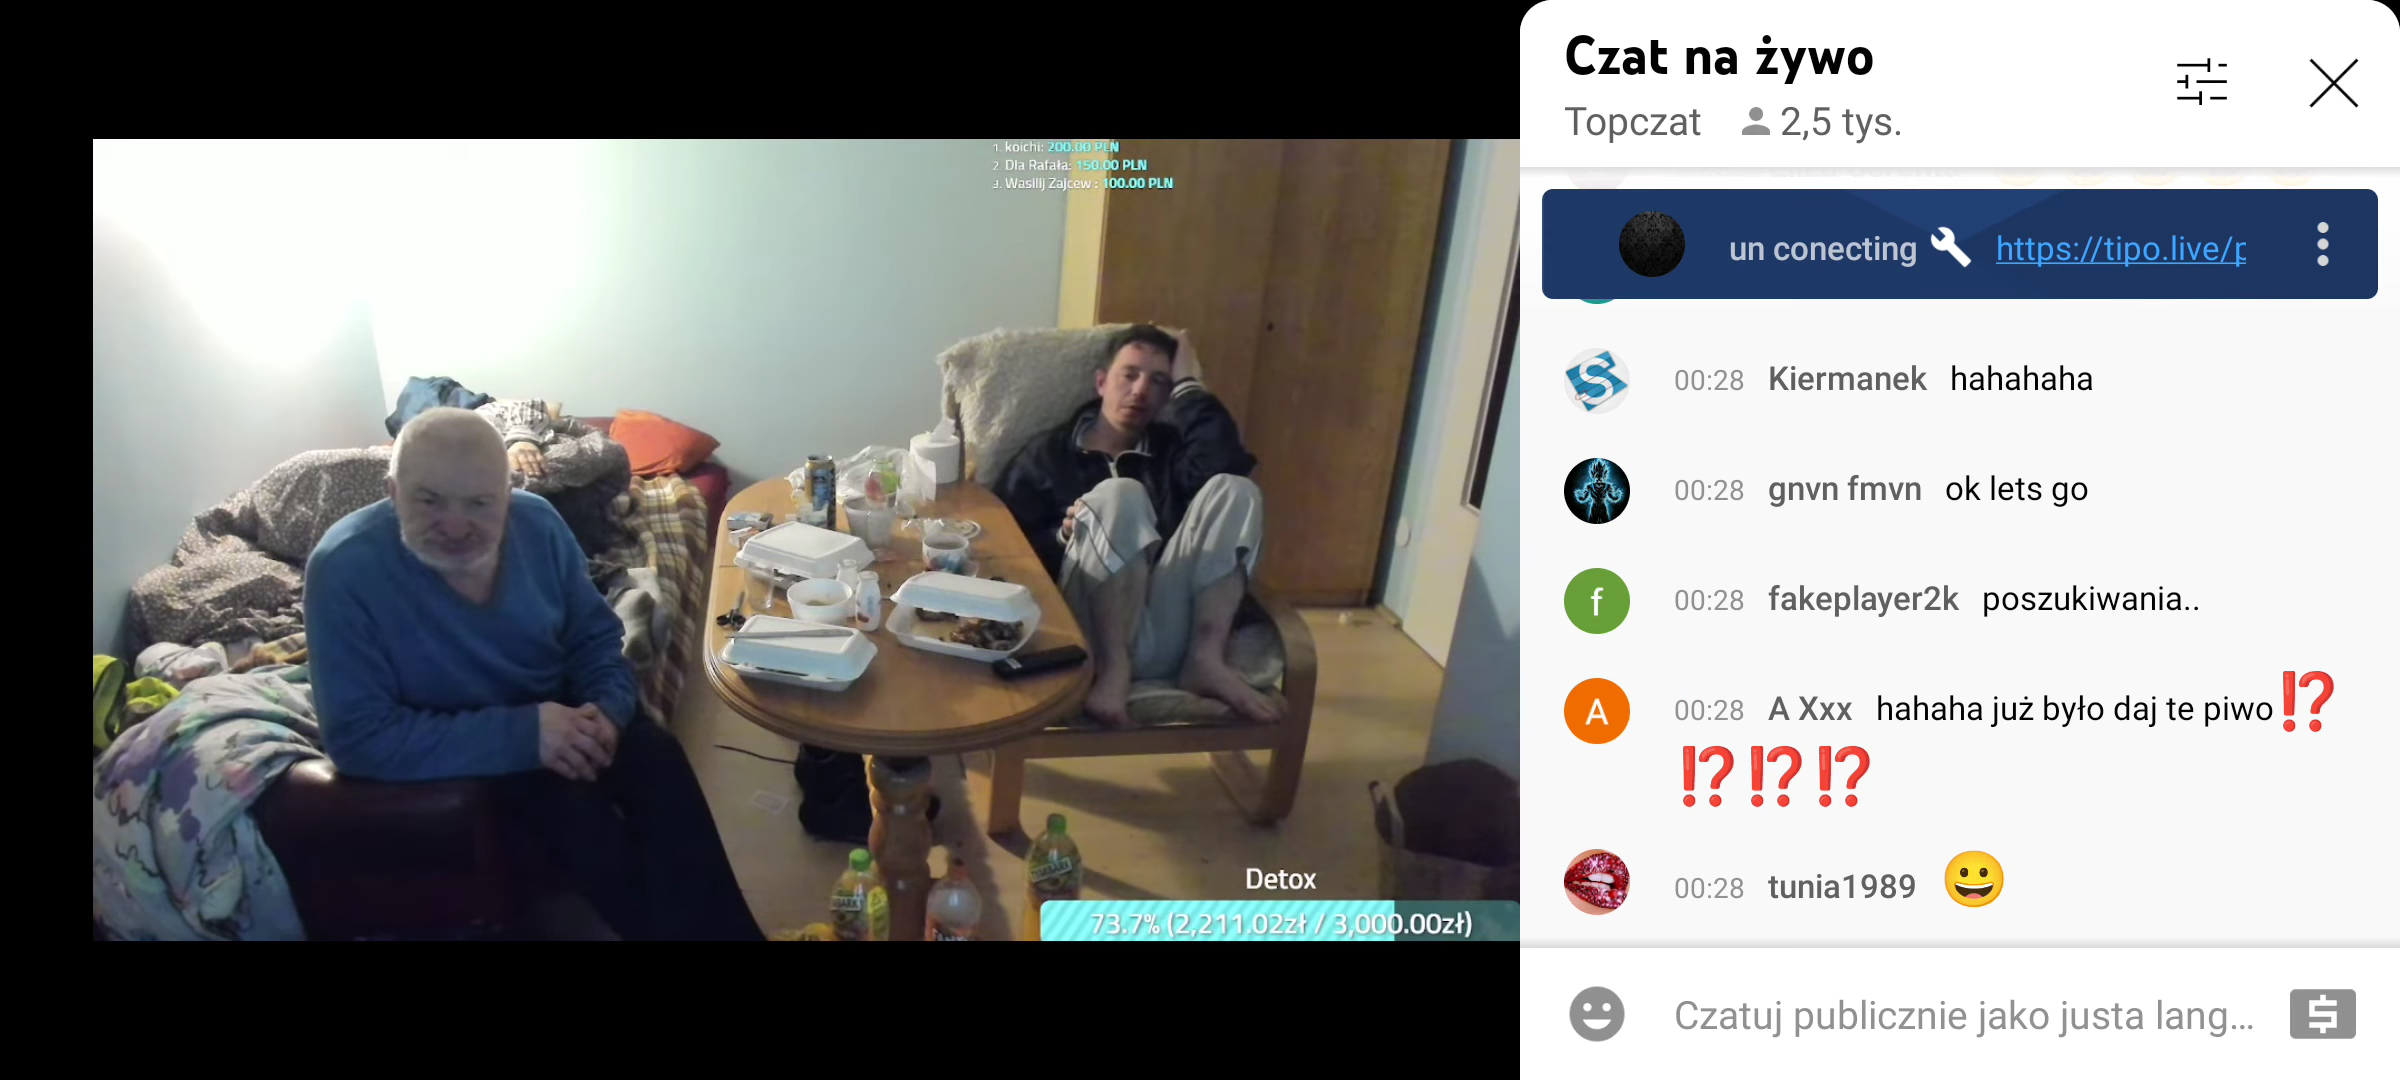 1. koichi: 200.00 PLN
2. Dla Rafała: 150.00 PLN
3. Wasilij Zajcew : 100.00 PLN
Detox
73.7% (2,211.02zł / 3,000.00zł)
Czat na żywo
Topczat 2,5 tys.
un conecting https://tipo.live/p
00:28 Kiermanek hahahaha
00:28 gnvn fmvn ok lets go
f 00:28 fakeplayer2k poszukiwania..
A 00:28 A Xxx hahaha już było daj te piwo⁉️
⁉️⁉️⁉️
00:28 tunia1989 😀
Czatuj publicznie jako justa lang...